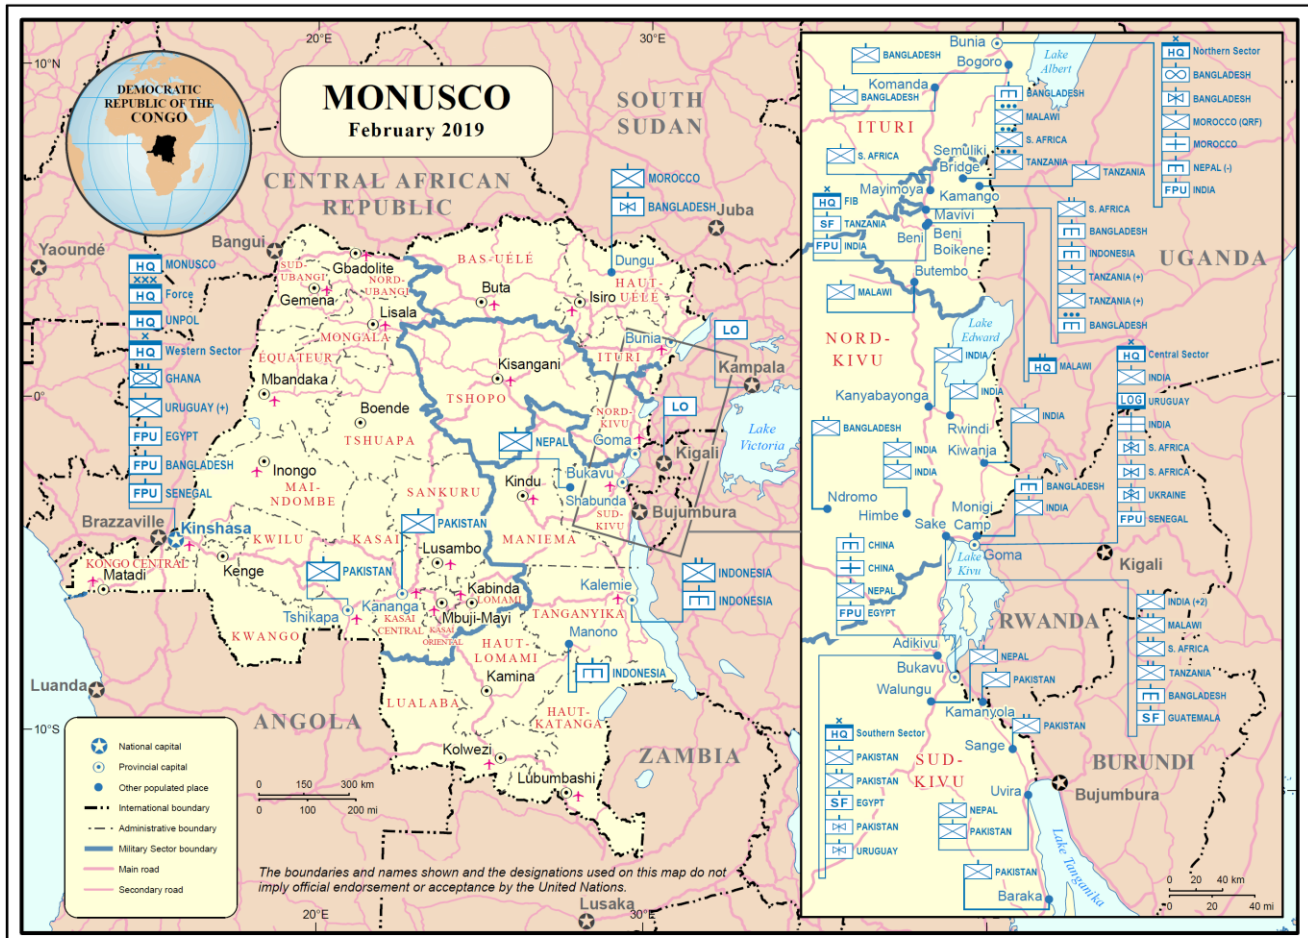 MONUSCO
February 2019
DEMOCRATIC
REPUBLIC OF THE
CONGO
20°E
30°E
10°N
0°
10°S
20°E
30°E
SOUTH
SUDAN
CENTRAL AFRICAN
REPUBLIC
UGANDA
RWANDA
BURUNDI
ZAMBIA
ANGOLA
Yaoundé
Bangui
Juba
Kampala
Kigali
Bujumbura
Brazzaville
Kinshasa
Luanda
Lusaka
Lake
Victoria
HQ MONUSCO
XXX
HQ Force
HQ UNPOL
X
HQ Western Sector
GHANA
URUGUAY (+)
FPU EGYPT
FPU BANGLADESH
FPU SENEGAL
MOROCCO
BANGLADESH
Dungu
LO
LO
NEPAL
PAKISTAN
PAKISTAN
INDONESIA
INDONESIA
INDONESIA
SUD-
UBANGI
NORD-
UBANGI
BAS-UÉLÉ
HAUT-
UÉLÉ
MONGALA
ÉQUATEUR
TSHOPO
ITURI
NORD-
KIVU
TSHUAPA
MAI-
NDOMBE
SANKURU
MANIEMA
SUD-
KIVU
KONGO CENTRAL
KWILU
KASAI
KWANGO
KASAI
CENTRAL
KASAI
ORIENTAL
LOMAMI
TANGANYIKA
HAUT-
LOMAMI
LUALABA
HAUT-
KATANGA
Gbadolite
Gemena
Lisala
Buta
Isiro
Bunia
Mbandaka
Kisangani
Boende
Goma
Inongo
Bukavu
Kindu
Shabunda
Lusambo
Kenge
Matadi
Tshikapa
Kananga
Kabinda
Mbuji-Mayi
Kalemie
Manono
Kamina
Kolwezi
Lubumbashi
National capital
Provincial capital
Other populated place
International boundary
Administrative boundary
Military Sector boundary
Main road
Secondary road
0 150 300 km
0 100 200 mi
The boundaries and names shown and the designations used on this map do not
imply official endorsement or acceptance by the United Nations.
Bunia
Bogoro
Komanda
Lake
Albert
BANGLADESH
BANGLADESH
ITURI
S. AFRICA
BANGLADESH
MALAWI
S. AFRICA
TANZANIA
Semuliki
Bridge
X
HQ Northern Sector
BANGLADESH
BANGLADESH
MOROCCO (QRF)
MOROCCO
NEPAL (-)
FPU INDIA
TANZANIA
Mayimoya
Kamango
Mavivi
Beni
Beni
Boikene
Butembo
X
HQ FIB
SF TANZANIA
FPU INDIA
MALAWI
S. AFRICA
BANGLADESH
INDONESIA
TANZANIA (+)
TANZANIA (+)
BANGLADESH
HQ MALAWI
NORD-
KIVU
Lake
Edward
INDIA
INDIA
INDIA
Kanyabayonga
Rwindi
Kiwanja
X
HQ Central Sector
INDIA
LOG URUGUAY
INDIA
S. AFRICA
S. AFRICA
UKRAINE
FPU SENEGAL
BANGLADESH
INDIA
INDIA
BANGLADESH
INDIA
Ndromo
Himbe
Monigi
Camp
Sake
Goma
Lake
Kivu
Kigali
CHINA
CHINA
NEPAL
FPU EGYPT
INDIA (+2)
MALAWI
S. AFRICA
TANZANIA
BANGLADESH
SF GUATEMALA
Adikivu
Bukavu
Walungu
NEPAL
PAKISTAN
Kamanyola
PAKISTAN
Sange
Uvira
Bujumbura
X
HQ Southern Sector
PAKISTAN
PAKISTAN
SF EGYPT
PAKISTAN
URUGUAY
SUD-
KIVU
NEPAL
PAKISTAN
PAKISTAN
Baraka
Lake Tanganika
0 20 40 km
0 20 40 mi